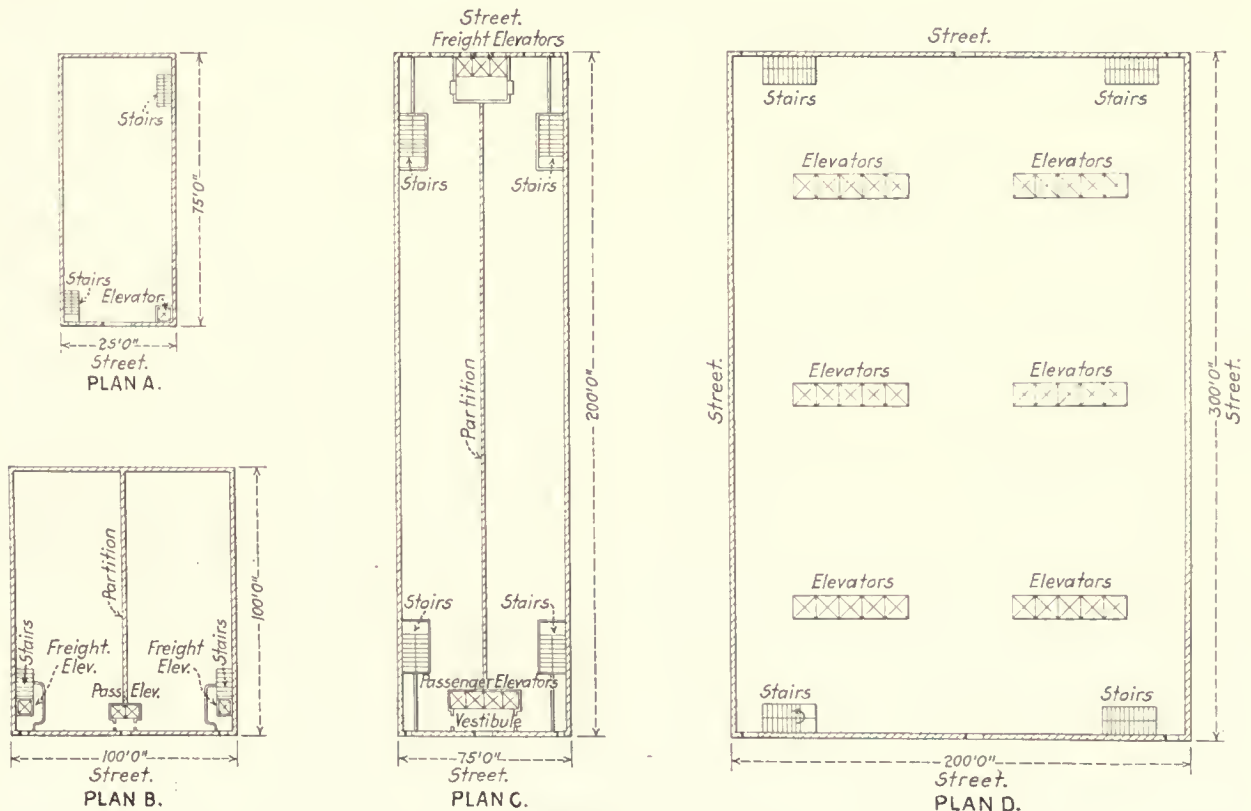 Stairs
75'0"
Stairs
Elevator
25'0"
Street.
PLAN A.
Partition
100'0"
Stairs
Freight
Elev.
Freight
Elev.
Stairs
Pass. Elev.
100'0"
Street.
PLAN B.
Street.
Freight Elevators
Stairs
Stairs
Partition
200'0"
Stairs
Stairs
Passenger Elevators
Vestibule
75'0"
Street.
PLAN C.
Street.
Stairs
Stairs
Elevators
Elevators
Street.
Elevators
Elevators
300'0"
Street.
Elevators
Elevators
Stairs
Stairs
200'0"
Street.
PLAN D.